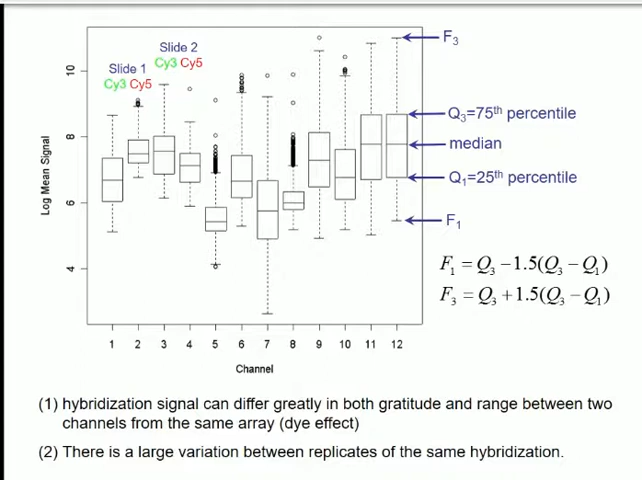 F3
Slide 2
Cy3 Cy5
Slide 1
Cy3 Cy5
10
8
6
4
Log Mean Signal
Q3=75th percentile
median
Q1=25th percentile
F1
F1 = Q3 −1.5(Q3 − Q1)
F3 = Q3 +1.5(Q3 − Q1)
1 2 3 4 5 6 7 8 9 10 11 12
Channel
(1) hybridization signal can differ greatly in both gratitude and range between two
channels from the same array (dye effect)
(2) There is a large variation between replicates of the same hybridization.